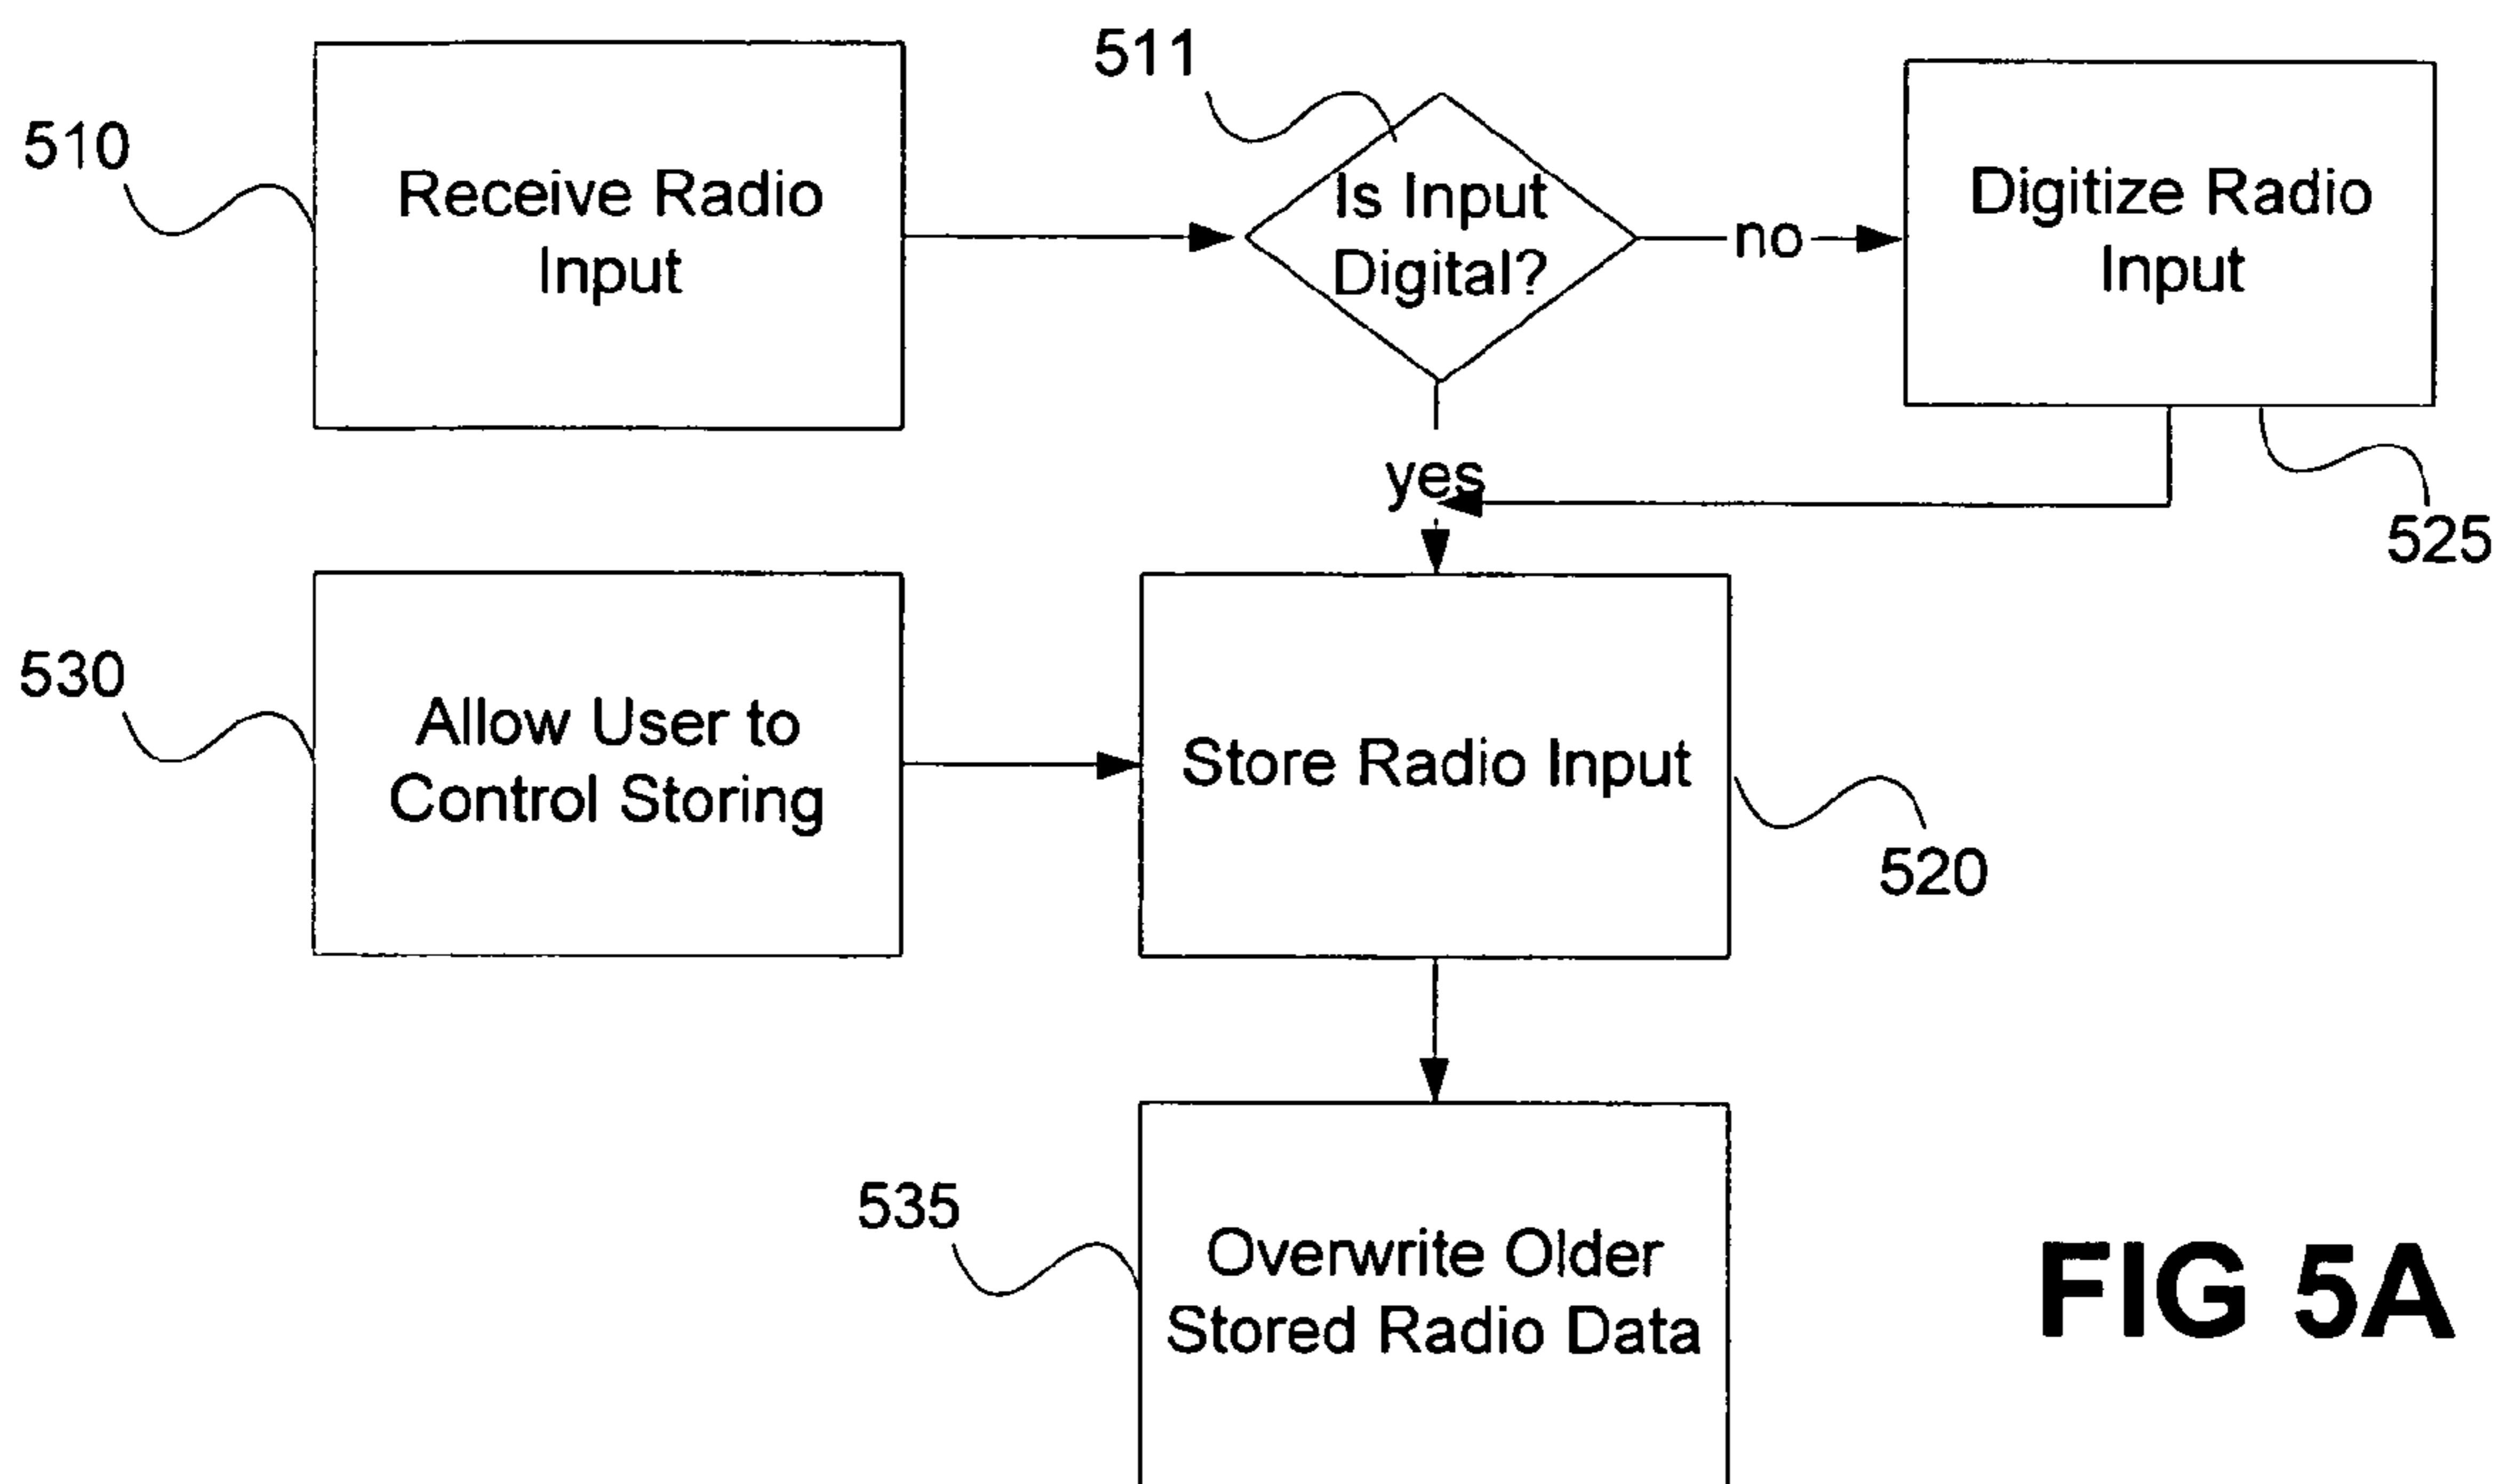 511
510
Receive Radio
Input
Is Input
Digital?
no
Digitize Radio
Input
yes
525
530
Allow User to
Control Storing
Store Radio Input
520
535
Overwrite Older
Stored Radio Data
FIG 5A